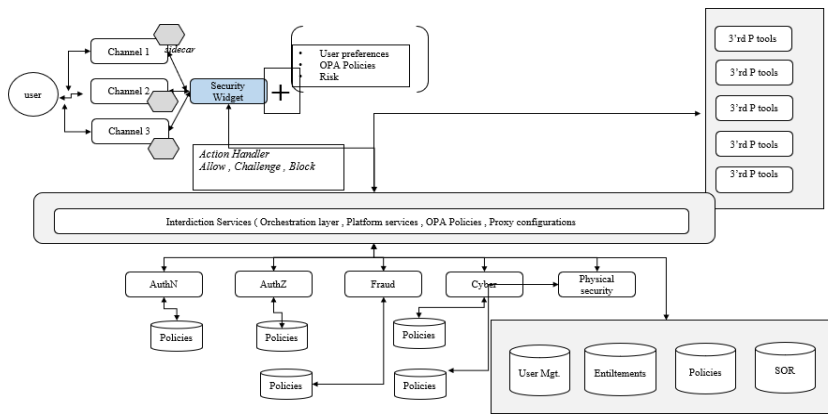 Channel 1
sidecar
user
Channel 2
Security
Widget
Channel 3
+
• User preferences
• OPA Policies
• Risk
3’rd P tools
3’rd P tools
3’rd P tools
3’rd P tools
3’rd P tools
Action Handler
Allow , Challenge , Block
Interdiction Services ( Orchestration layer , Platform services , OPA Policies , Proxy configurations
AuthN
AuthZ
Fraud
Cyber
Physical
security
Policies
Policies
Policies
Policies
Policies
User Mgt.
Entiltements
Policies
SOR